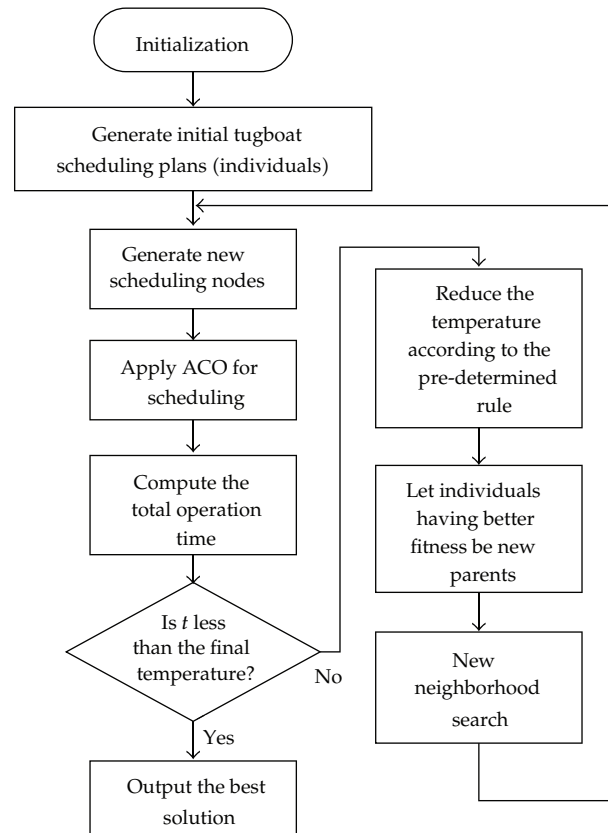 Initialization
Generate initial tugboat
scheduling plans (individuals)
Generate new
scheduling nodes
Apply ACO for
scheduling
Compute the
total operation
time
Is t less
than the final
temperature?
No
Yes
Output the best
solution
Reduce the
temperature
according to the
pre-determined
rule
Let individuals
having better
fitness be new
parents
New
neighborhood
search